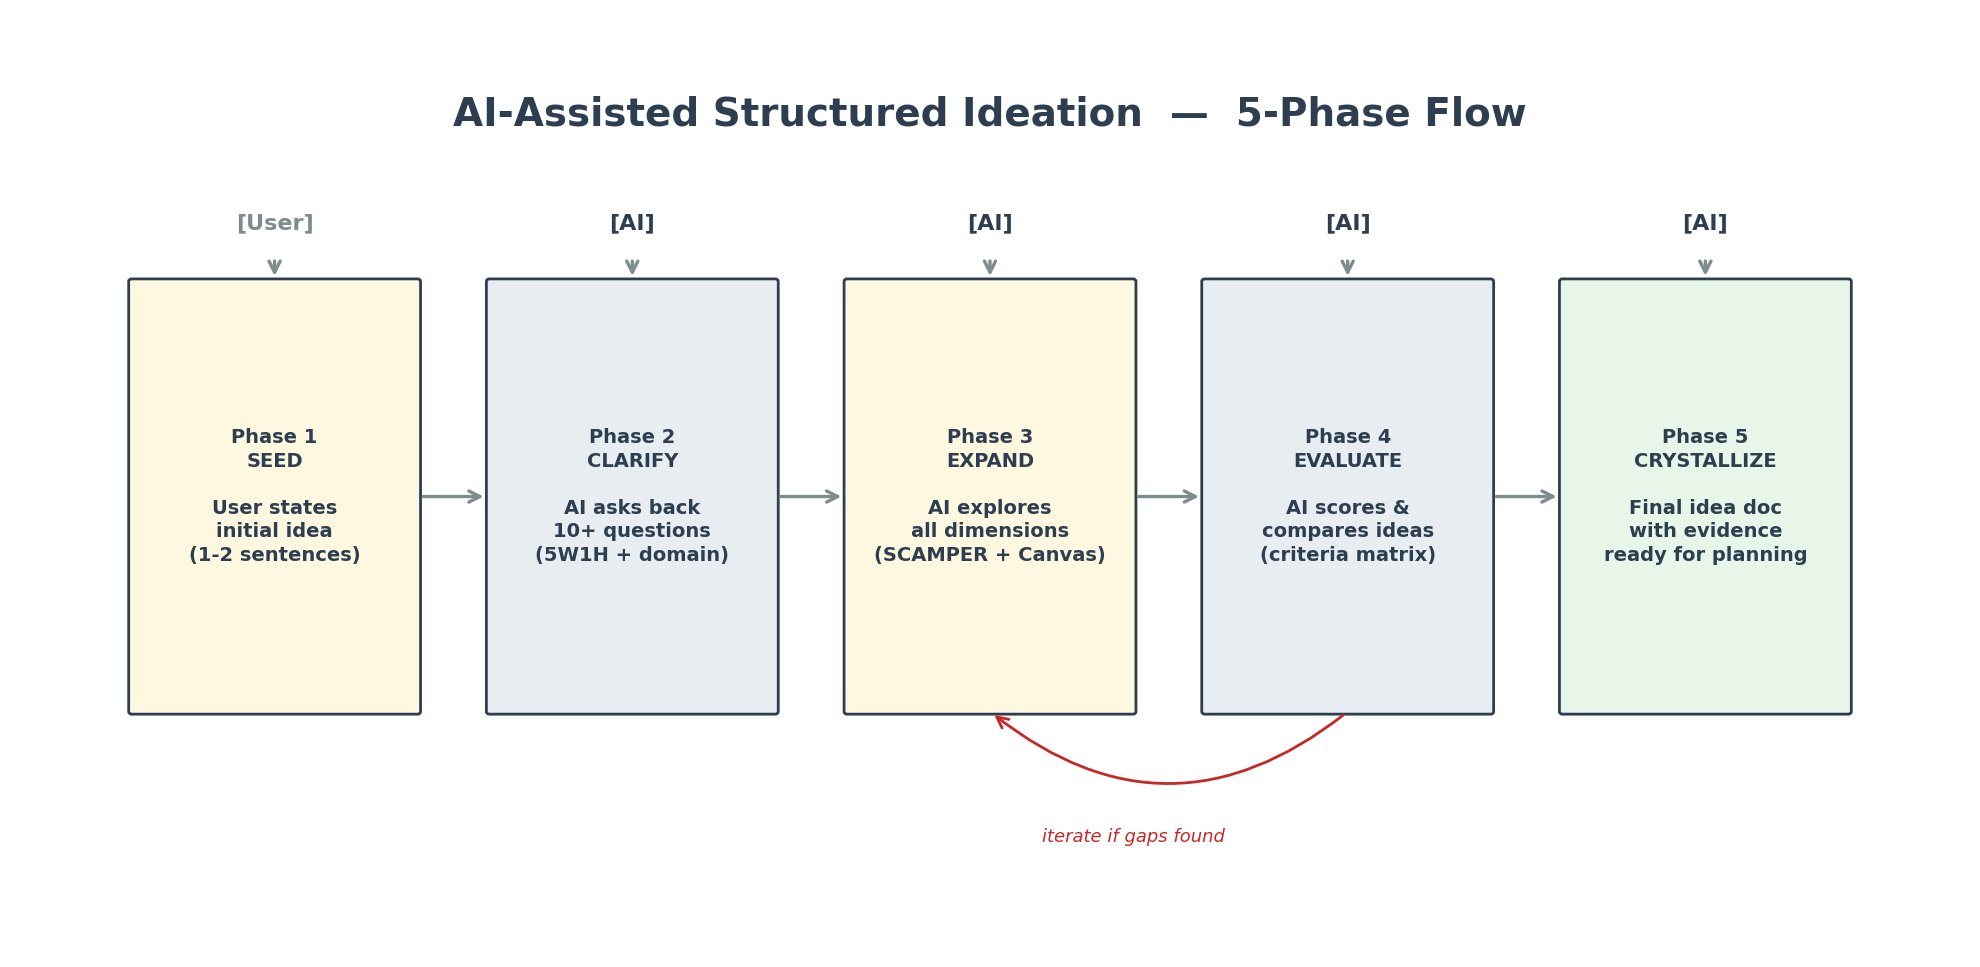 AI-Assisted Structured Ideation — 5-Phase Flow
[User]
[AI]
[AI]
[AI]
[AI]
Phase 1
SEED
User states
initial idea
(1-2 sentences)
Phase 2
CLARIFY
AI asks back
10+ questions
(5W1H + domain)
Phase 3
EXPAND
AI explores
all dimensions
(SCAMPER + Canvas)
Phase 4
EVALUATE
AI scores &
compares ideas
(criteria matrix)
Phase 5
CRYSTALLIZE
Final idea doc
with evidence
ready for planning
iterate if gaps found